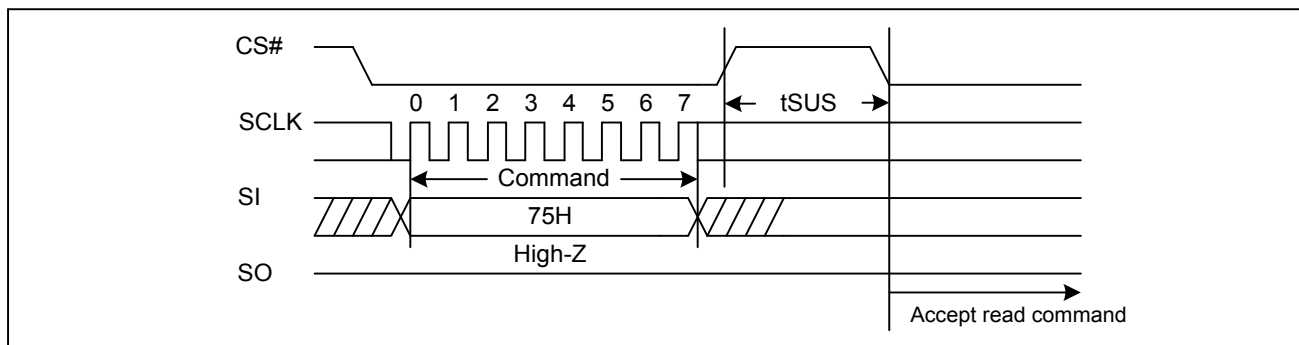 CS#
0 1 2 3 4 5 6 7
tSUS
SCLK
Command
SI
75H
High-Z
SO
Accept read command